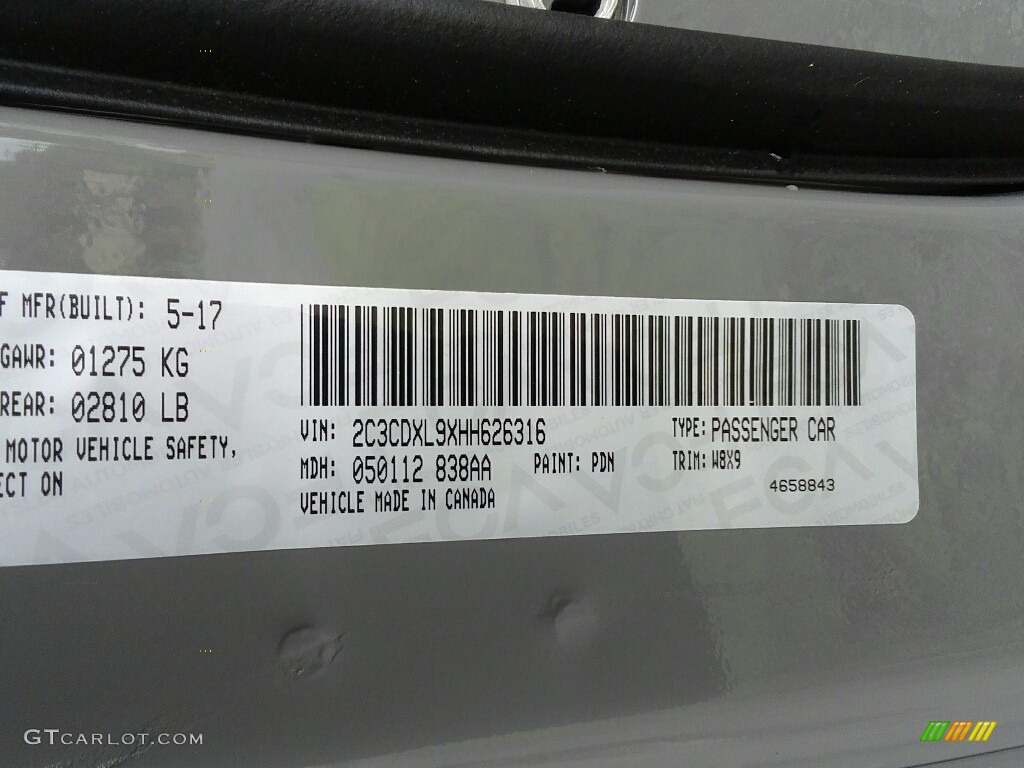 F MFR(BUILT): 5-17
GAWR: 01275 KG
REAR: 02810 LB
MOTOR VEHICLE SAFETY,
ECT ON
VIN: 2C3CDXL9XHH626316 TYPE: PASSENGER CAR
MDH: 050112 838AA PAINT: PDN TRIM: W8X9
VEHICLE MADE IN CANADA 4658843
GTCARLOT.COM